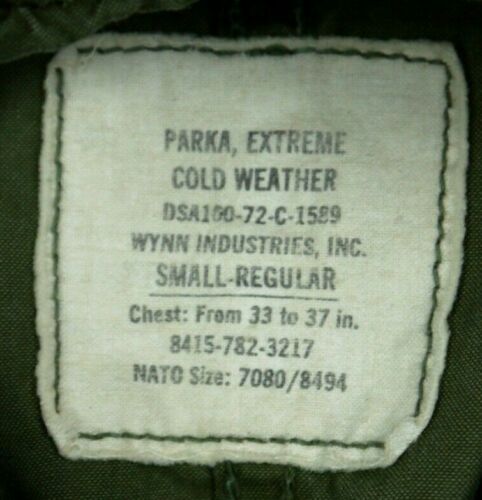 PARKA, EXTREME
COLD WEATHER
DSA100-72-C-1589
WYNN INDUSTRIES, INC.
SMALL-REGULAR
Chest: From 33 to 37 in.
8415-782-3217
NATO Size: 7080/8494